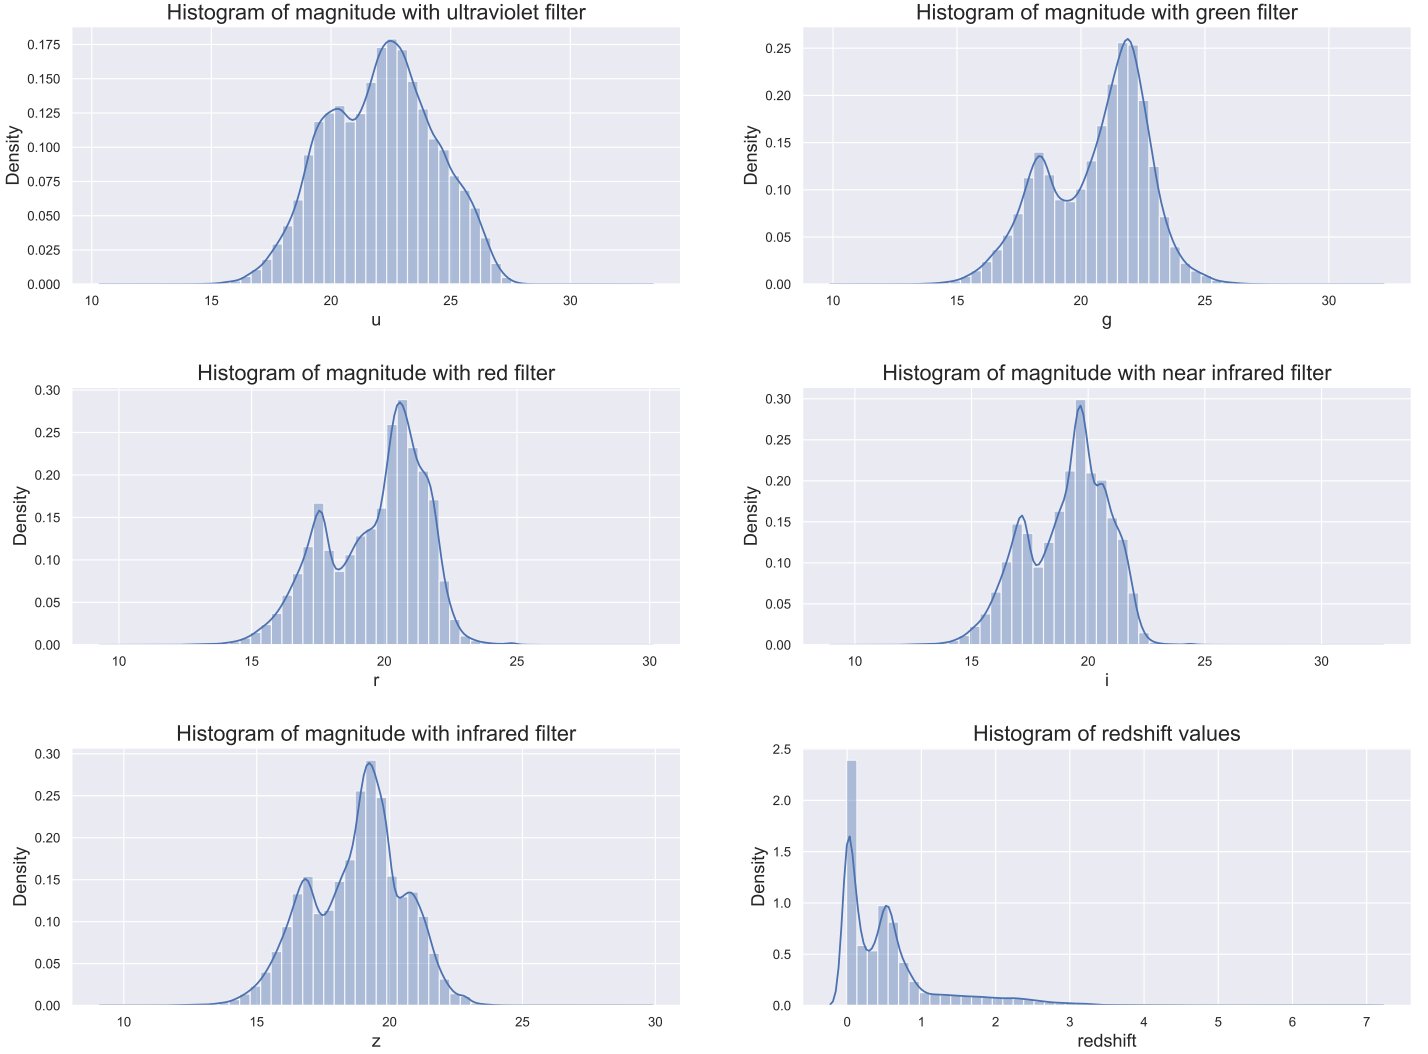 Histogram of magnitude with ultraviolet filter
Density
0.175
0.150
0.125
0.100
0.075
0.050
0.025
0.000
10 15 20 25 30
u
Histogram of magnitude with green filter
Density
0.25
0.20
0.15
0.10
0.05
0.00
10 15 20 25 30
g
Histogram of magnitude with red filter
Density
0.30
0.25
0.20
0.15
0.10
0.05
0.00
10 15 20 25 30
r
Histogram of magnitude with near infrared filter
Density
0.30
0.25
0.20
0.15
0.10
0.05
0.00
10 15 20 25 30
i
Histogram of magnitude with infrared filter
Density
0.30
0.25
0.20
0.15
0.10
0.05
0.00
10 15 20 25 30
z
Histogram of redshift values
Density
2.5
2.0
1.5
1.0
0.5
0.0
0 1 2 3 4 5 6 7
redshift